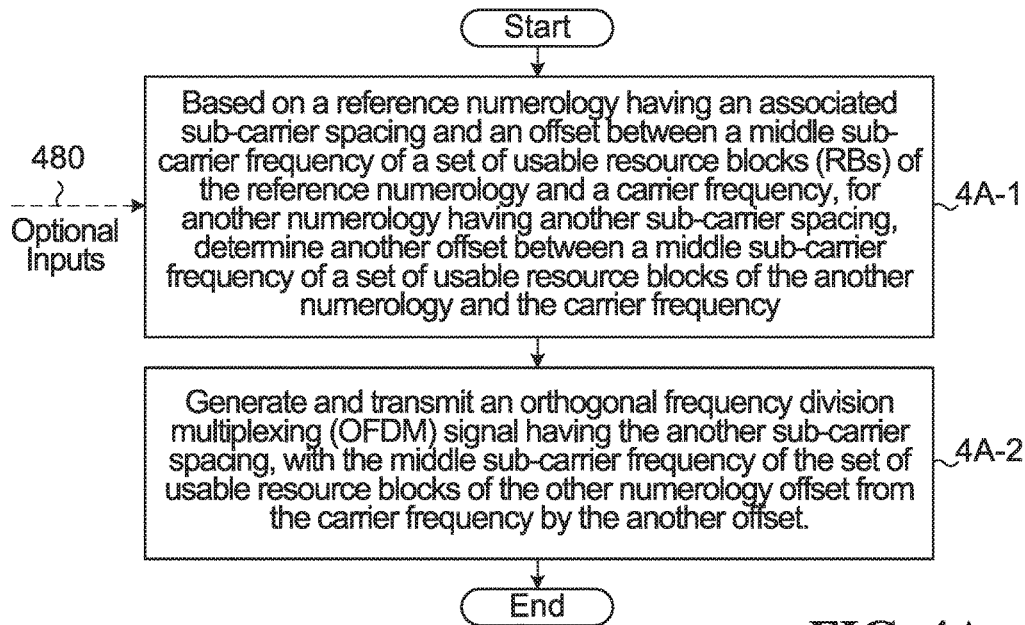 Start
Based on a reference numerology having an associated
sub-carrier spacing and an offset between a middle sub-
carrier frequency of a set of usable resource blocks (RBs) of
the reference numerology and a carrier frequency, for
another numerology having another sub-carrier spacing,
determine another offset between a middle sub-carrier
frequency of a set of usable resource blocks of the another
numerology and the carrier frequency
480
Optional
Inputs
4A-1
Generate and transmit an orthogonal frequency division
multiplexing (OFDM) signal having the another sub-carrier
spacing, with the middle sub-carrier frequency of the set of
usable resource blocks of the other numerology offset from
the carrier frequency by the another offset.
4A-2
End